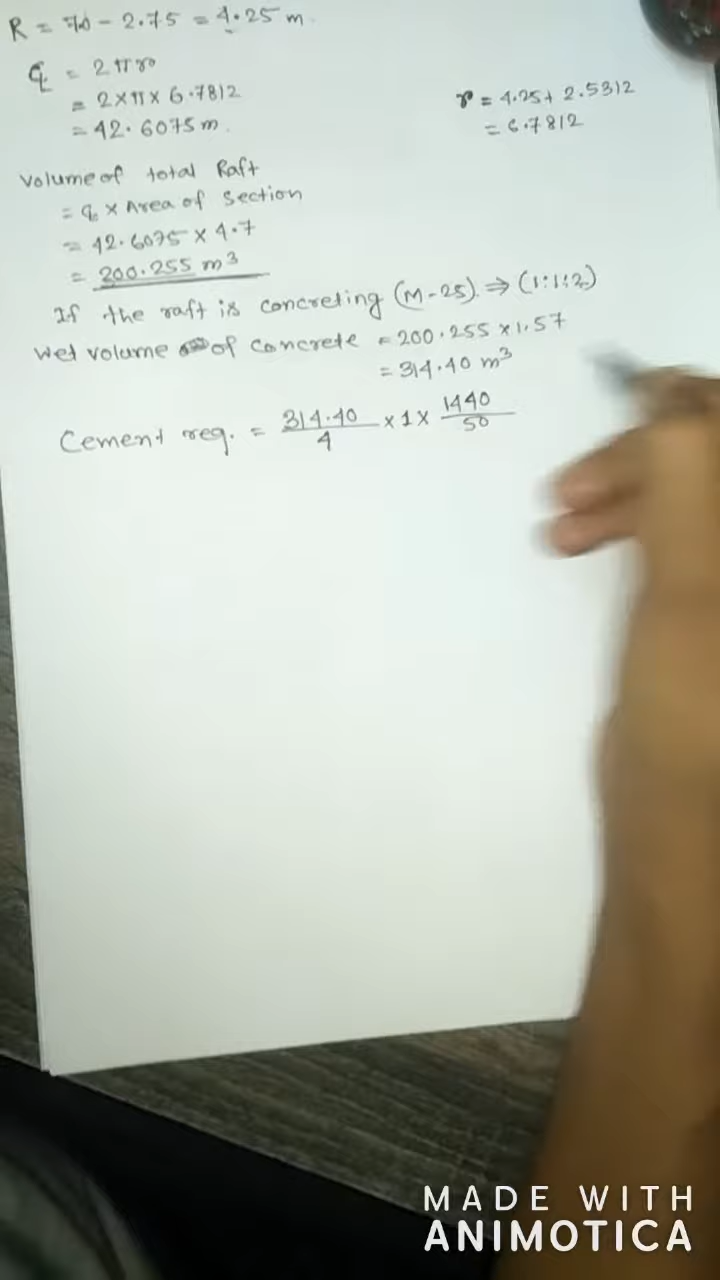 R = 7.0 - 2.75 = 4.25 m.
℄ = 2πr
= 2×π× 6.7812
= 42.6075 m.
r = 4.25 + 2.5312
= 6.7812
Volume of total Raft
= ℄ × Area of Section
= 42.6075 × 4.7
= 200.255 m³
If the raft is concreting (M-25). ⇒ (1:1:2)
Wet volume of concrete = 200.255 × 1.57
= 314.40 m³
Cement req. = 314.40/4 × 1 × 1440/50
MADE WITH
ANIMOTICA